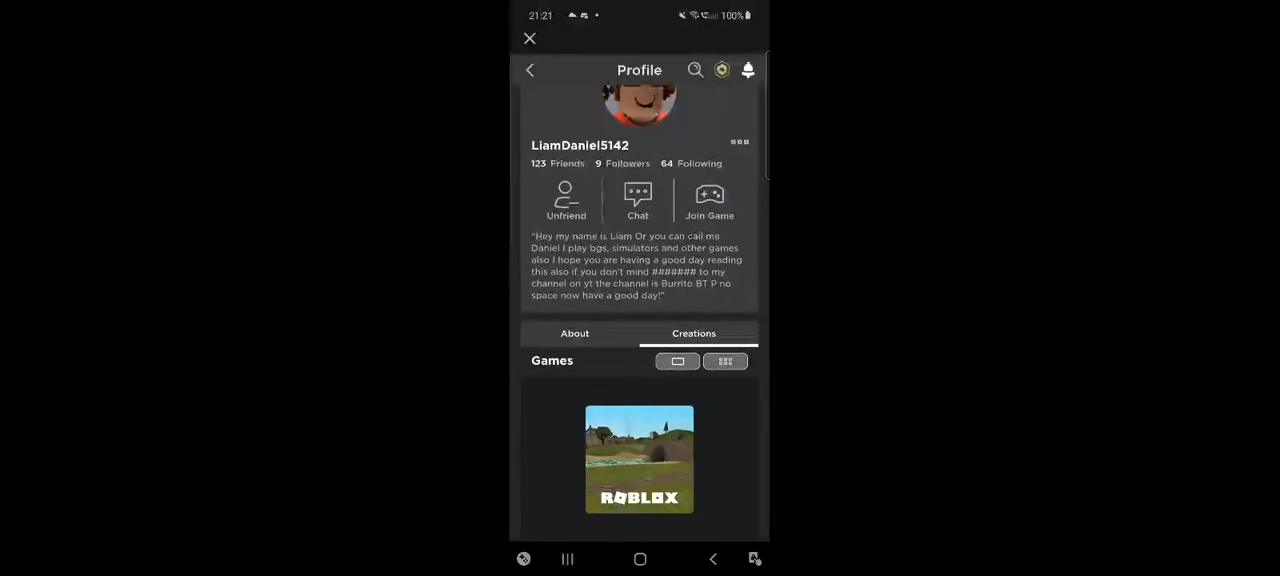 21:21
100%
Profile
LiamDaniel5142
123 Friends 9 Followers 64 Following
Unfriend Chat Join Game
"Hey my name is Liam Or you can call me
Daniel I play bgs, simulators and other games
also I hope you are having a good day reading
this also if you don't mind ####### to my
channel on yt the channel is Burrito BT P no
space now have a good day!"
About Creations
Games
ROBLOX